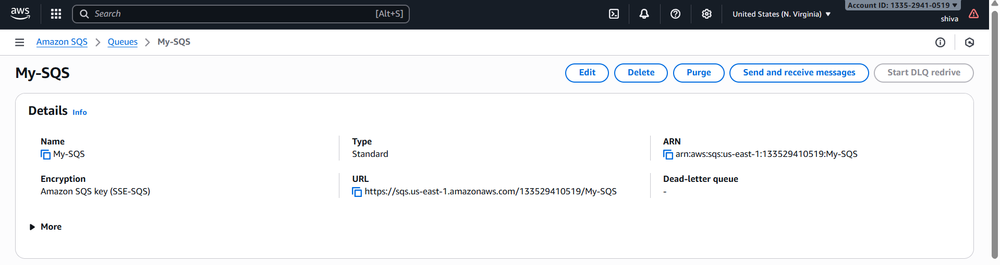 aws
Search [Alt+S]
United States (N. Virginia)
Account ID: 1335-2941-0519
shiva
Amazon SQS > Queues > My-SQS
My-SQS
Edit
Delete
Purge
Send and receive messages
Start DLQ redrive
Details Info
Name
My-SQS
Type
Standard
ARN
arn:aws:sqs:us-east-1:133529410519:My-SQS
Encryption
Amazon SQS key (SSE-SQS)
URL
https://sqs.us-east-1.amazonaws.com/133529410519/My-SQS
Dead-letter queue
-
More